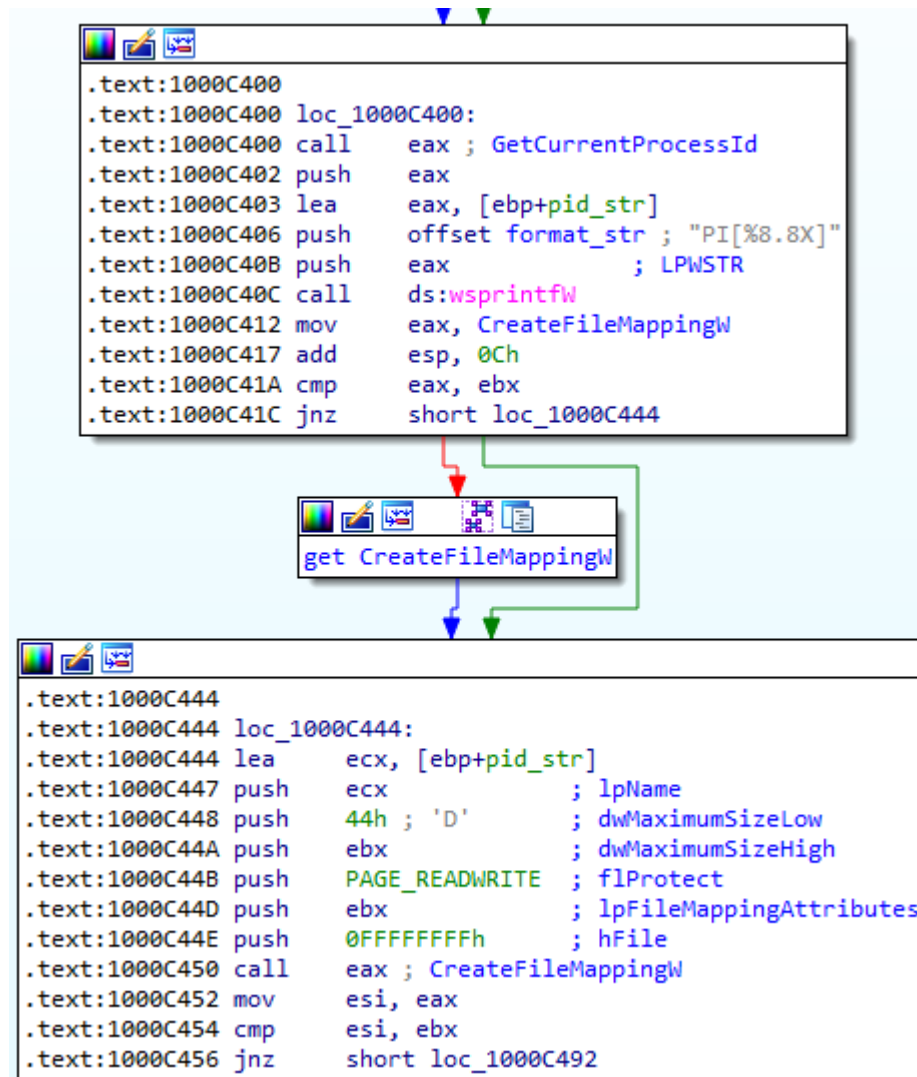 .text:1000C400
.text:1000C400 loc_1000C400:
.text:1000C400 call eax ; GetCurrentProcessId
.text:1000C402 push eax
.text:1000C403 lea eax, [ebp+pid_str]
.text:1000C406 push offset format_str ; "PI[%8.8X]"
.text:1000C40B push eax ; LPWSTR
.text:1000C40C call ds:wsprintfW
.text:1000C412 mov eax, CreateFileMappingW
.text:1000C417 add esp, 0Ch
.text:1000C41A cmp eax, ebx
.text:1000C41C jnz short loc_1000C444
get CreateFileMappingW
.text:1000C444
.text:1000C444 loc_1000C444:
.text:1000C444 lea ecx, [ebp+pid_str]
.text:1000C447 push ecx ; lpName
.text:1000C448 push 44h ; 'D' ; dwMaximumSizeLow
.text:1000C44A push ebx ; dwMaximumSizeHigh
.text:1000C44B push PAGE_READWRITE ; flProtect
.text:1000C44D push ebx ; lpFileMappingAttributes
.text:1000C44E push 0FFFFFFFFh ; hFile
.text:1000C450 call eax ; CreateFileMappingW
.text:1000C452 mov esi, eax
.text:1000C454 cmp esi, ebx
.text:1000C456 jnz short loc_1000C492